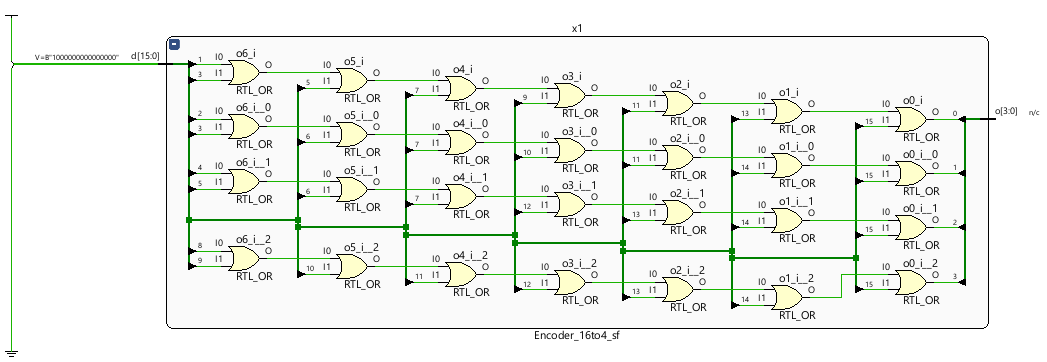 x1
V=B"1000000000000000" d[15:0]
1 I0 o6_i O
3 I1
RTL_OR
I0 o5_i O
5 I1
RTL_OR
I0 o4_i O
7 I1
RTL_OR
I0 o3_i O
9 I1
RTL_OR
I0 o2_i O
11 I1
RTL_OR
I0 o1_i O
13 I1
RTL_OR
I0 o0_i O 0
15 I1
RTL_OR
o[3:0] n/c
2 I0 o6_i__0 O
3 I1
RTL_OR
I0 o5_i__0 O
6 I1
RTL_OR
I0 o4_i__0 O
7 I1
RTL_OR
I0 o3_i__0 O
10 I1
RTL_OR
I0 o2_i__0 O
11 I1
RTL_OR
I0 o1_i__0 O
14 I1
RTL_OR
I0 o0_i__0 O 1
15 I1
RTL_OR
4 I0 o6_i__1 O
5 I1
RTL_OR
I0 o5_i__1 O
6 I1
RTL_OR
I0 o4_i__1 O
7 I1
RTL_OR
I0 o3_i__1 O
12 I1
RTL_OR
I0 o2_i__1 O
13 I1
RTL_OR
I0 o1_i__1 O
14 I1
RTL_OR
I0 o0_i__1 O 2
15 I1
RTL_OR
8 I0 o6_i__2 O
9 I1
RTL_OR
I0 o5_i__2 O
10 I1
RTL_OR
I0 o4_i__2 O
11 I1
RTL_OR
I0 o3_i__2 O
12 I1
RTL_OR
I0 o2_i__2 O
13 I1
RTL_OR
I0 o1_i__2 O
14 I1
RTL_OR
I0 o0_i__2 O 3
15 I1
RTL_OR
Encoder_16to4_sf